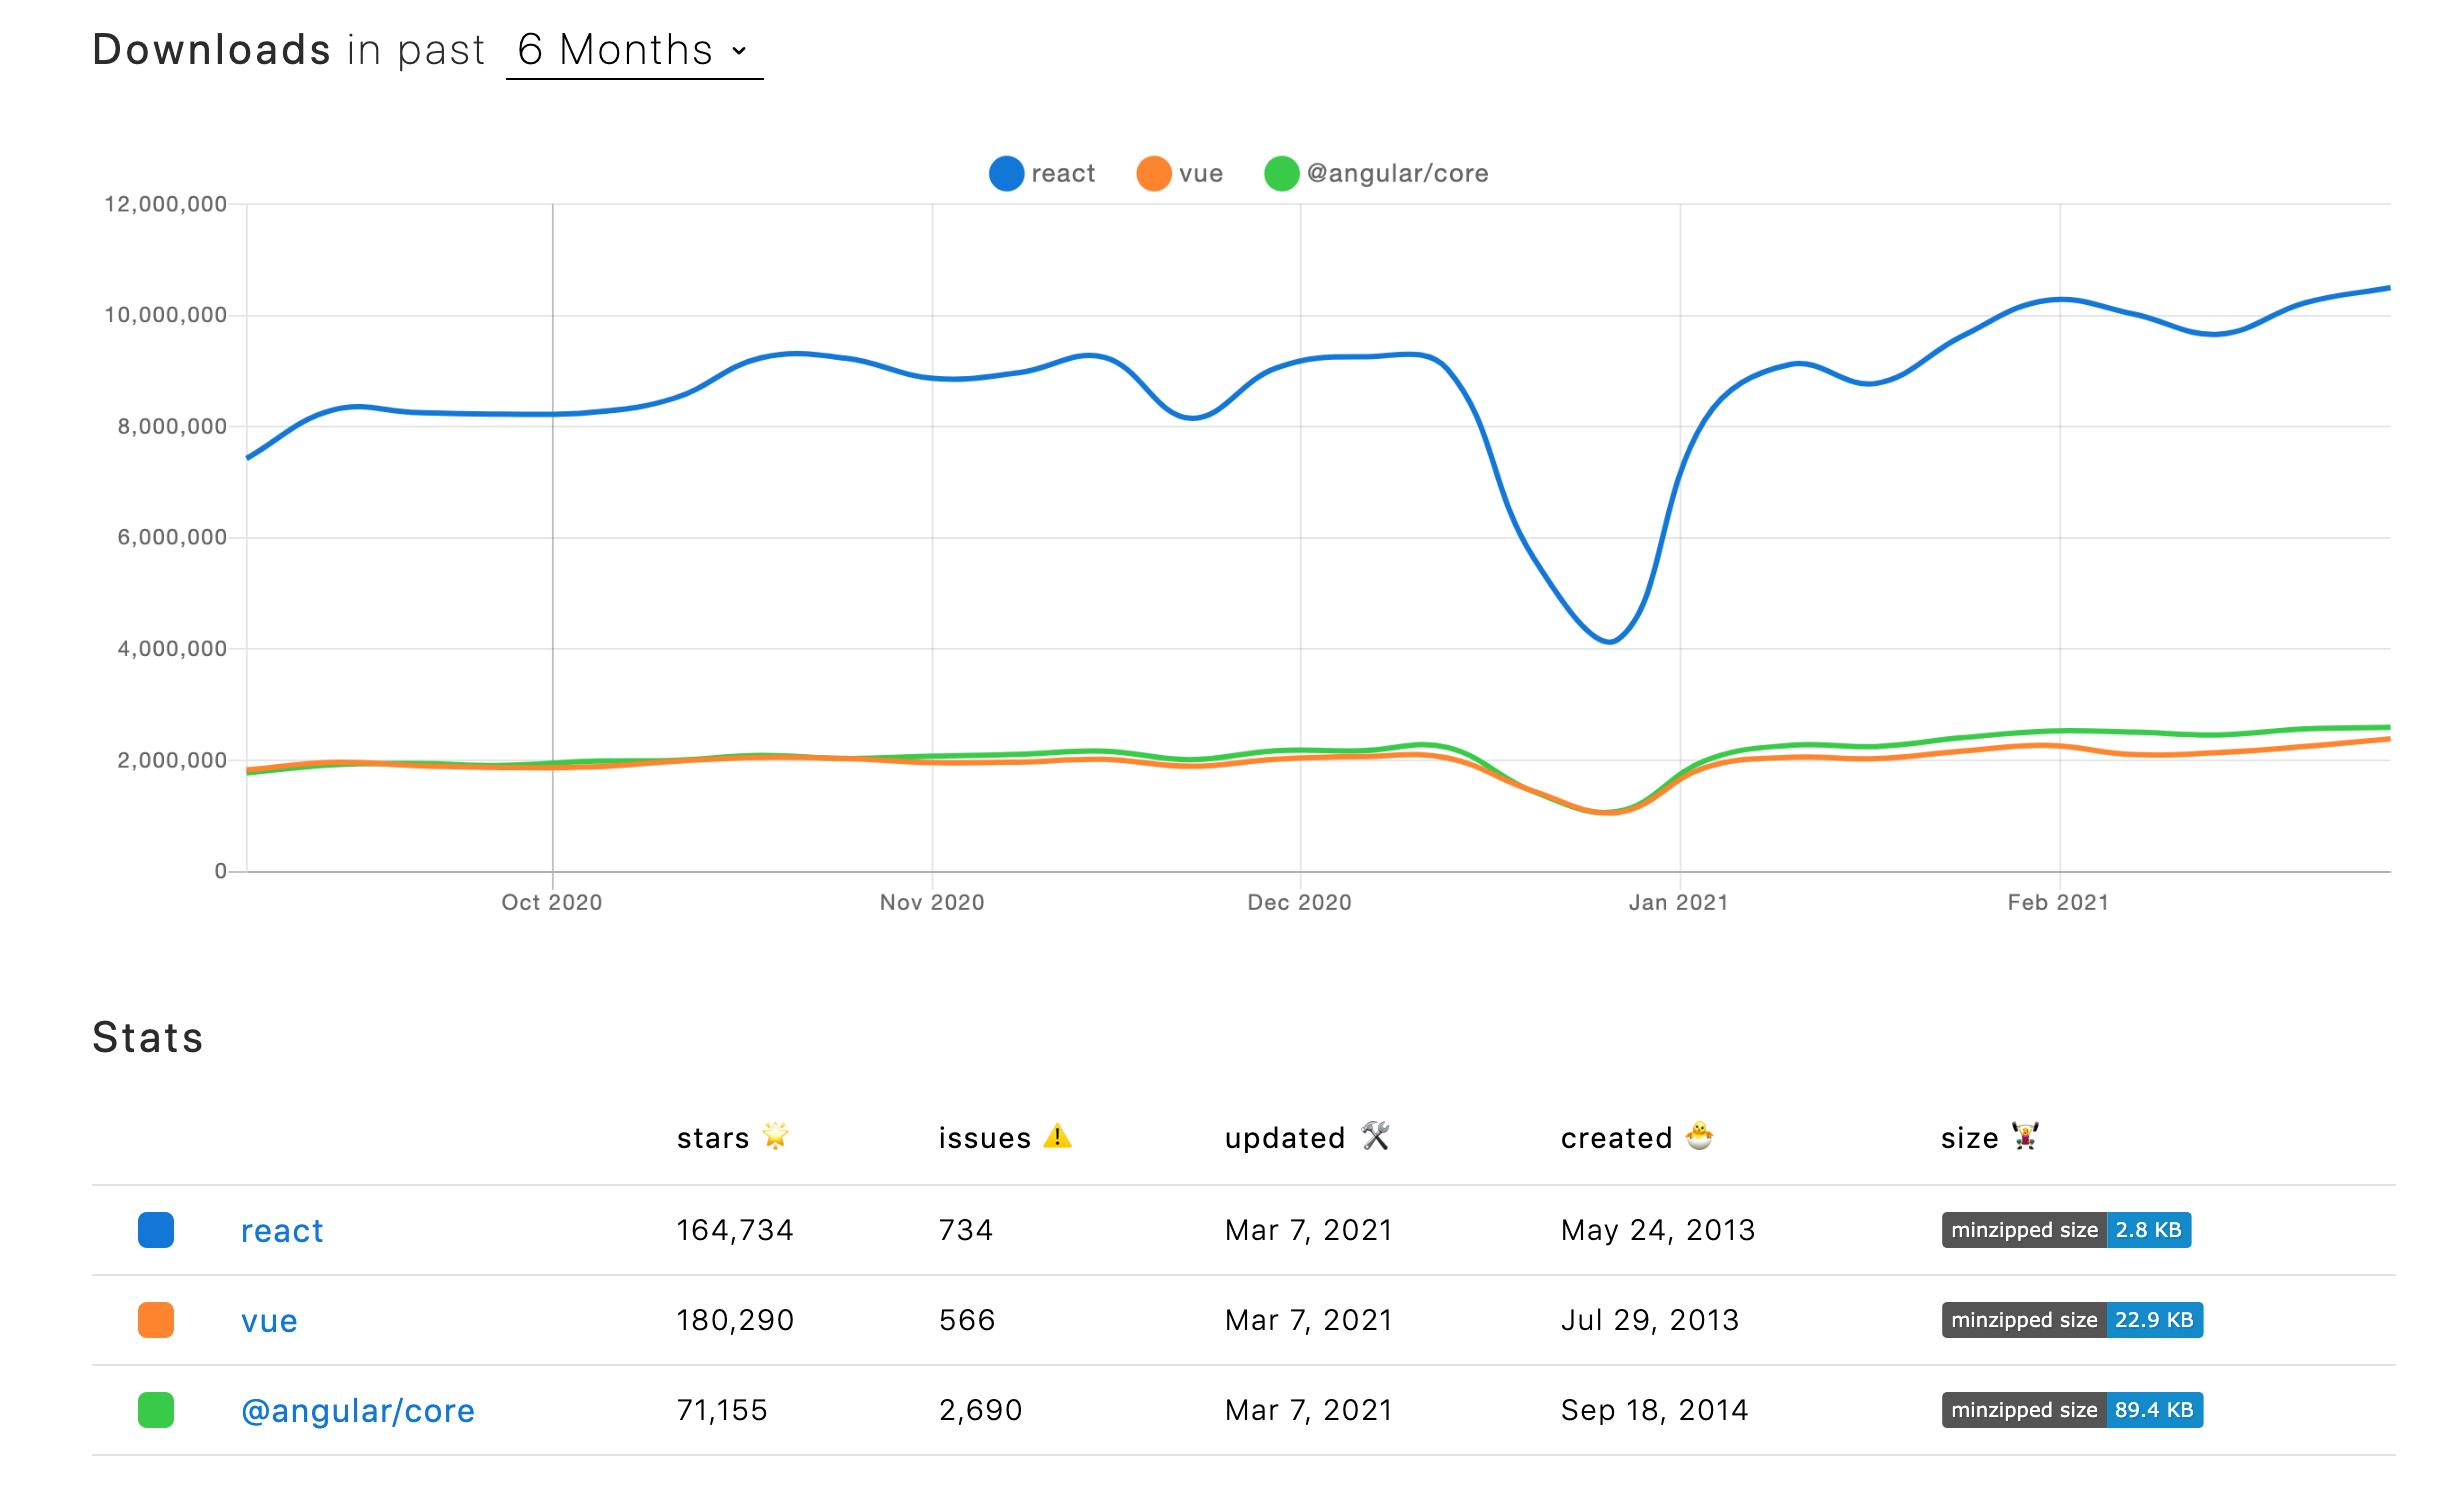 Downloads in past 6 Months
react vue @angular/core
12,000,000
10,000,000
8,000,000
6,000,000
4,000,000
2,000,000
0
Oct 2020 Nov 2020 Dec 2020 Jan 2021 Feb 2021
Stats
stars 🌟 issues ⚠️ updated 🛠 created 🐣 size 🏋️‍♀️
react 164,734 734 Mar 7, 2021 May 24, 2013 minzipped size 2.8 KB
vue 180,290 566 Mar 7, 2021 Jul 29, 2013 minzipped size 22.9 KB
@angular/core 71,155 2,690 Mar 7, 2021 Sep 18, 2014 minzipped size 89.4 KB